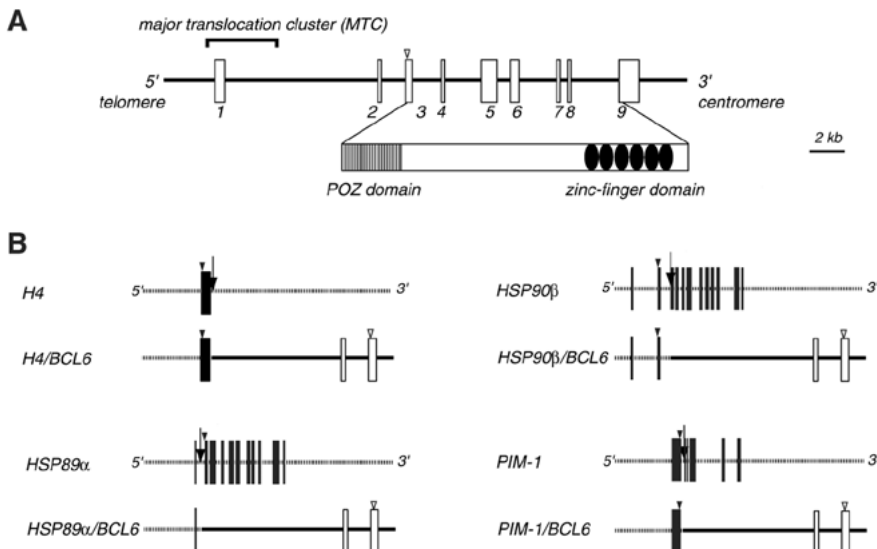 A
major translocation cluster (MTC)
5' 3'
telomere centromere
1 2 3 4 5 6 7 8 9
2 kb
POZ domain zinc-finger domain
B
H4 5' 3'
HSP90β 5' 3'
H4/BCL6
HSP90β/BCL6
HSP89α 5' 3'
PIM-1 5' 3
HSP89α/BCL6
PIM-1/BCL6